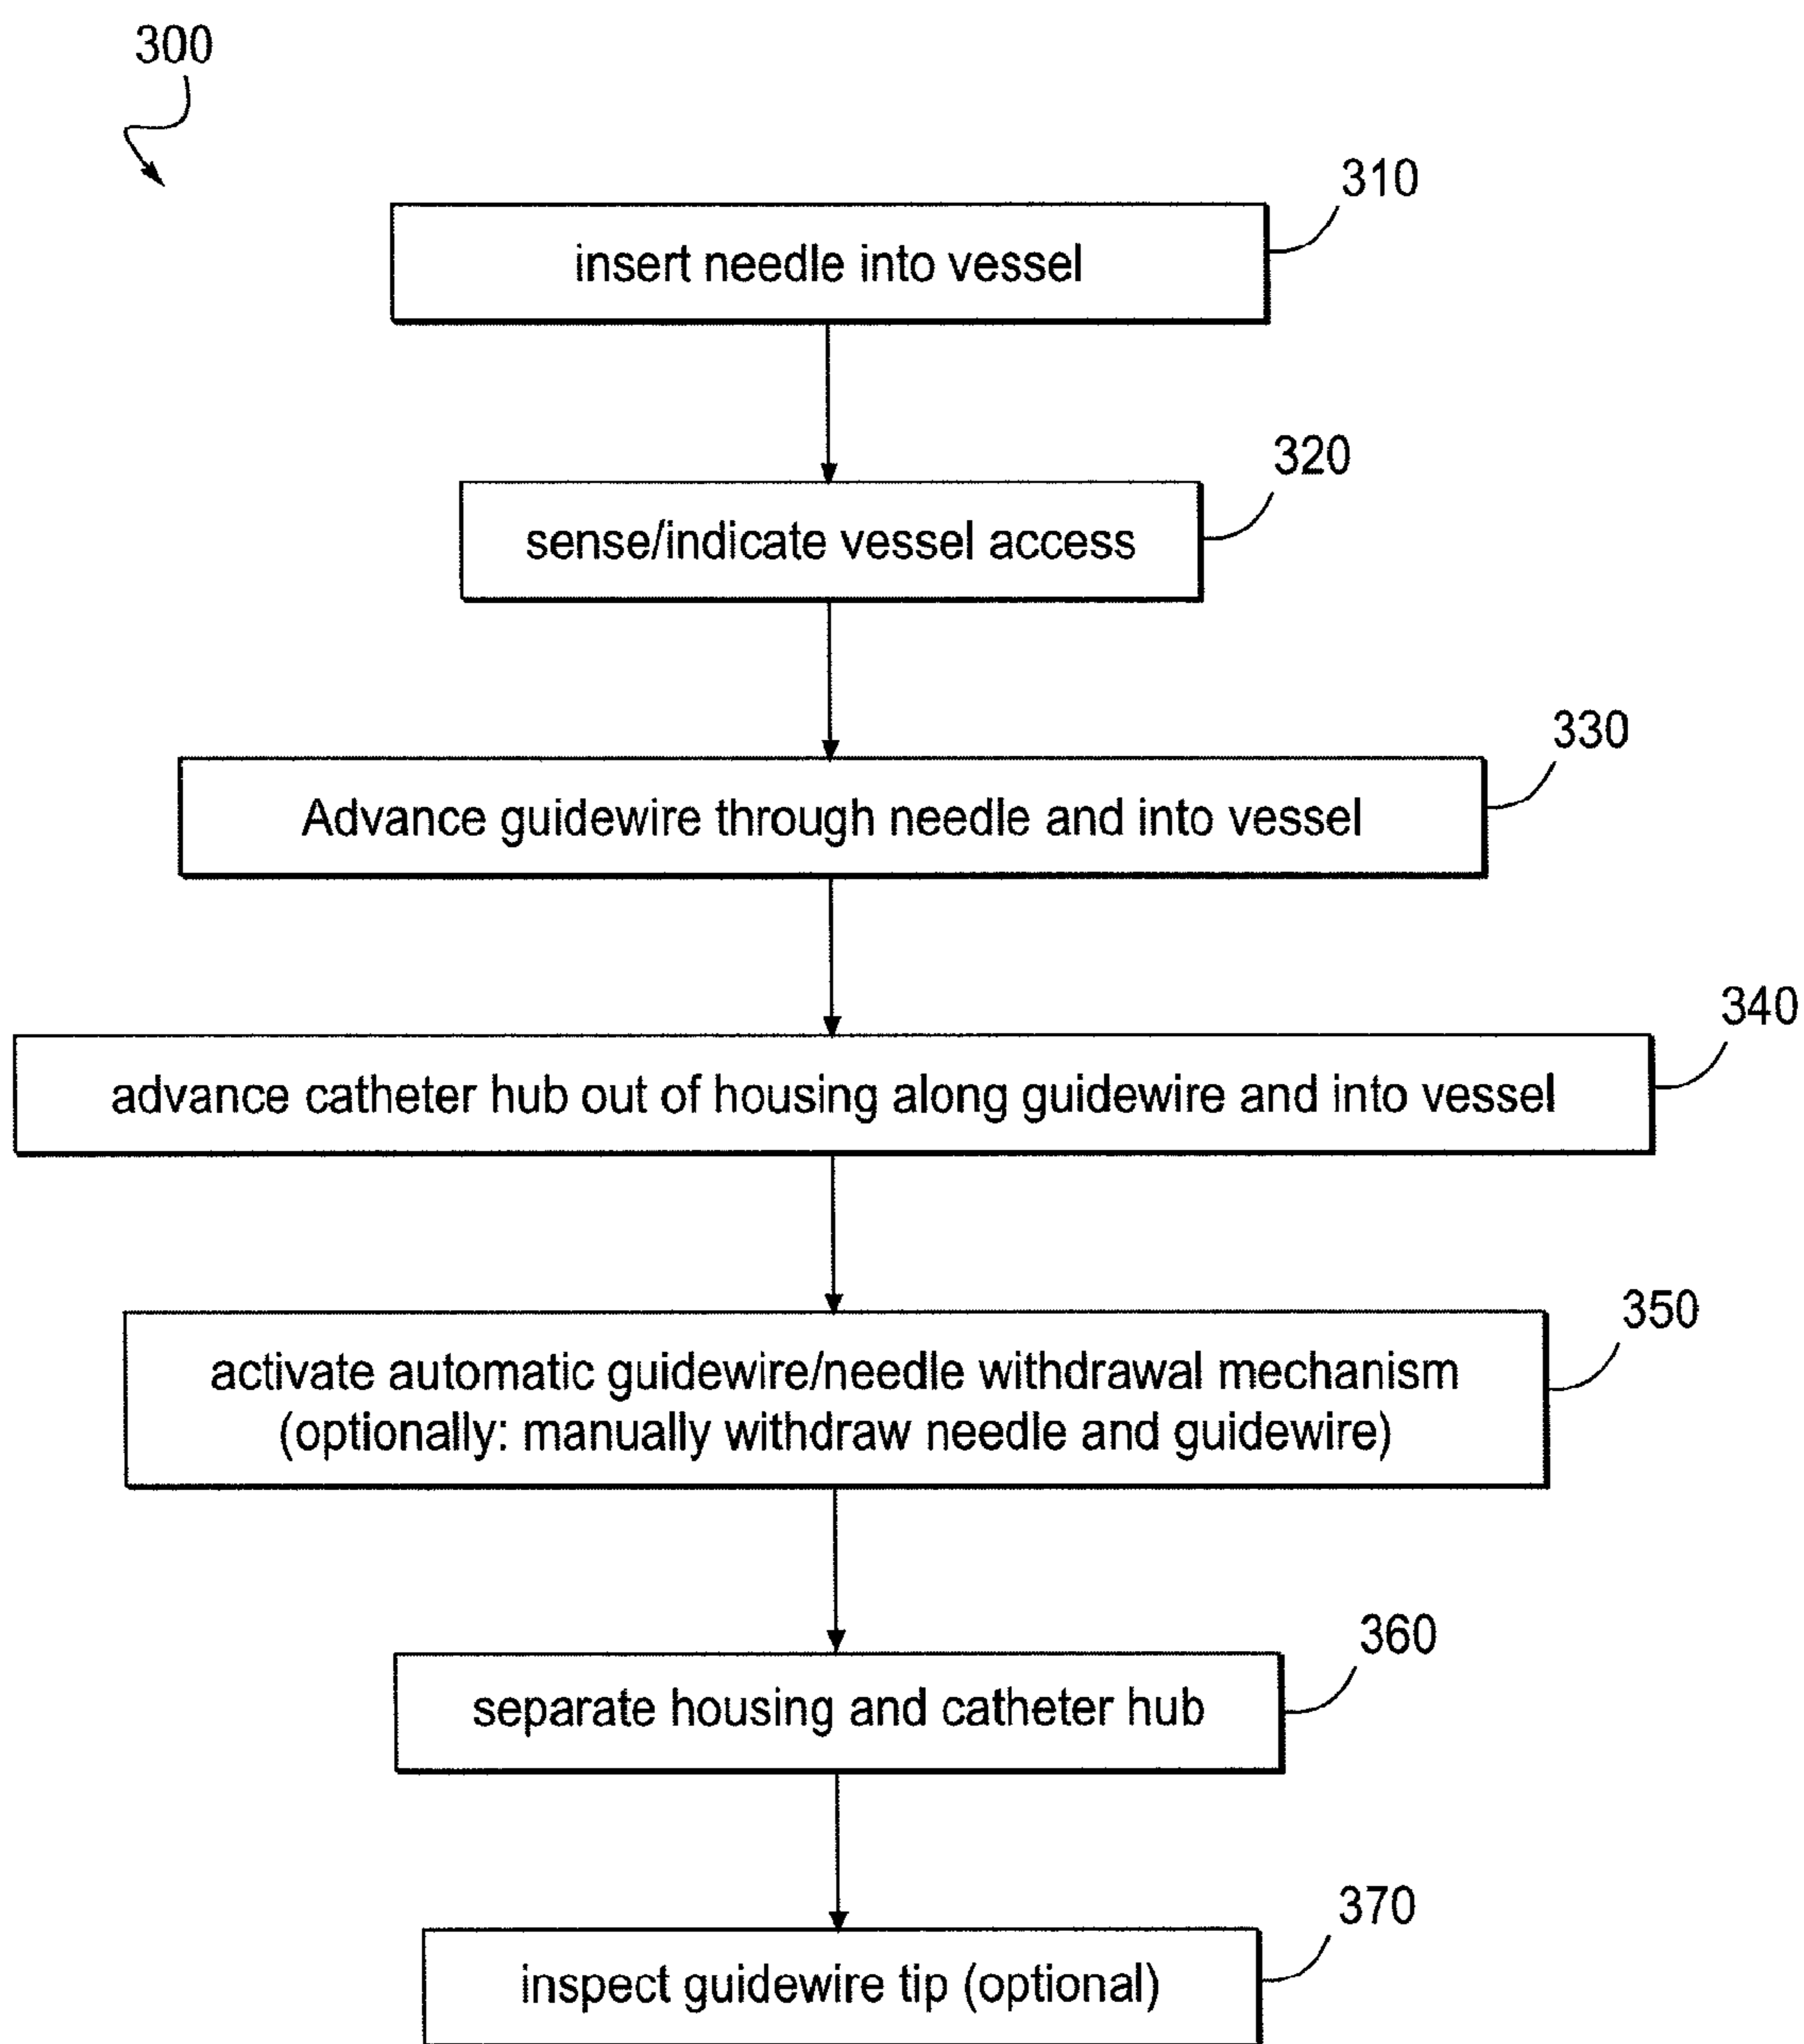 300
310
insert needle into vessel
320
sense/indicate vessel access
330
Advance guidewire through needle and into vessel
340
advance catheter hub out of housing along guidewire and into vessel
350
activate automatic guidewire/needle withdrawal mechanism
(optionally: manually withdraw needle and guidewire)
360
separate housing and catheter hub
370
inspect guidewire tip (optional)